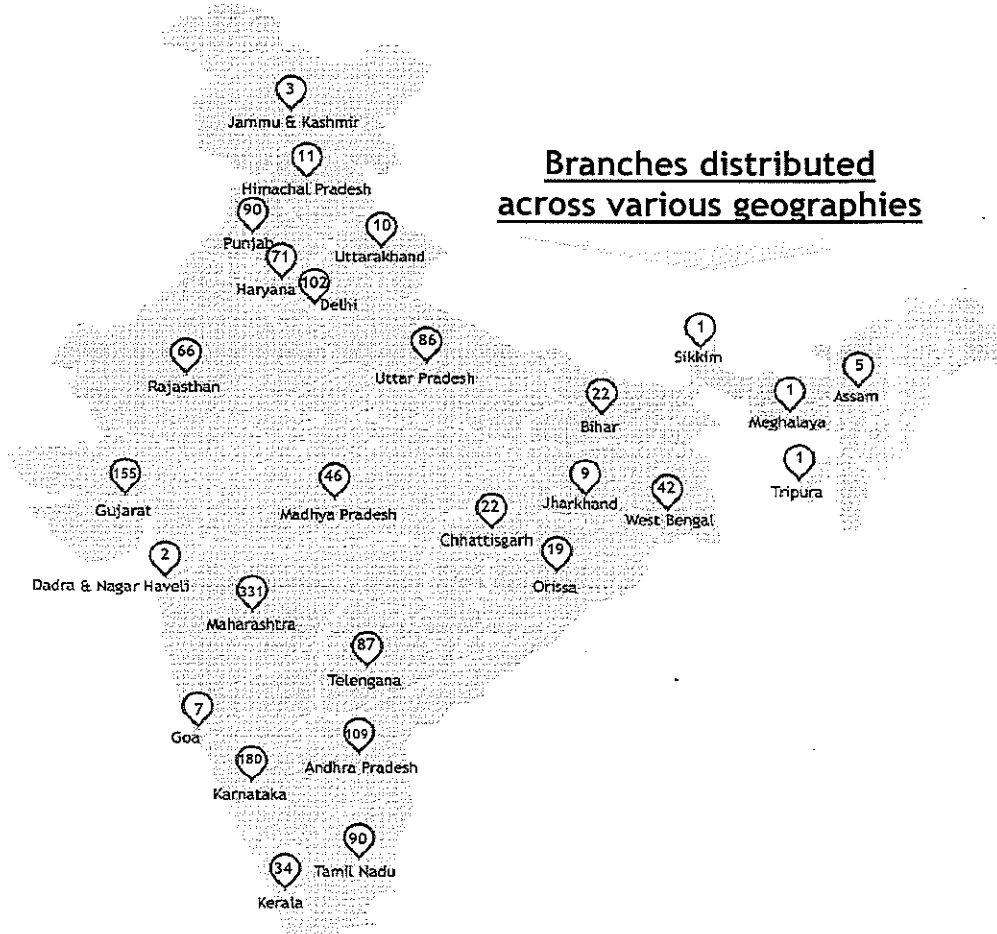 3
Jammu & Kashmir
11
Himachal Pradesh
Branches distributed
across various geographies
90
Punjab
10
Uttarakhand
71
Haryana
102
Delhi
66
Rajasthan
86
Uttar Pradesh
1
Sikkim
5
Assam
1
Meghalaya
22
Bihar
1
Tripura
155
Gujarat
46
Madhya Pradesh
9
Jharkhand
42
West Bengal
22
Chhattisgarh
19
Orissa
2
Dadra & Nagar Haveli
331
Maharashtra
87
Telengana
7
Goa
109
Andhra Pradesh
180
Karnataka
90
Tamil Nadu
34
Kerala